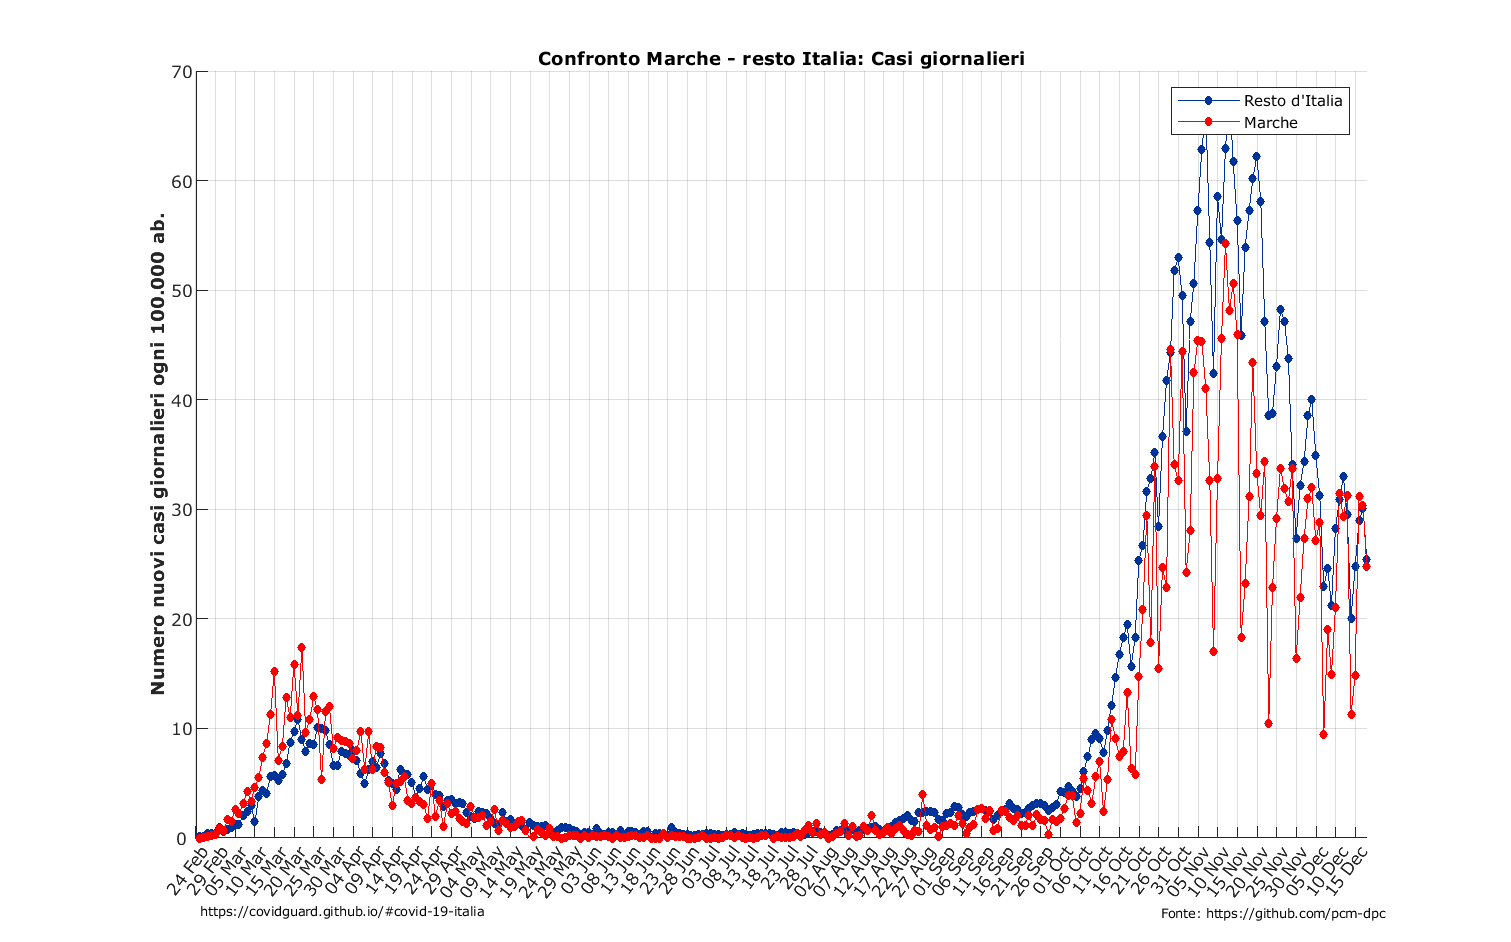 Confronto Marche - resto Italia: Casi giornalieri
Numero nuovi casi giornalieri ogni 100.000 ab.
70
60
50
40
30
20
10
0
Resto d'Italia
Marche
24 Feb
29 Feb
05 Mar
10 Mar
15 Mar
20 Mar
25 Mar
30 Mar
04 Apr
09 Apr
14 Apr
19 Apr
24 Apr
29 Apr
04 May
09 May
14 May
19 May
24 May
29 May
03 Jun
08 Jun
13 Jun
18 Jun
23 Jun
28 Jun
03 Jul
08 Jul
13 Jul
18 Jul
23 Jul
28 Jul
02 Aug
07 Aug
12 Aug
17 Aug
22 Aug
27 Aug
01 Sep
06 Sep
11 Sep
16 Sep
21 Sep
26 Sep
01 Oct
06 Oct
11 Oct
16 Oct
21 Oct
26 Oct
31 Oct
05 Nov
10 Nov
15 Nov
20 Nov
25 Nov
30 Nov
05 Dec
10 Dec
15 Dec
https://covidguard.github.io/#covid-19-italia
Fonte: https://github.com/pcm-dpc